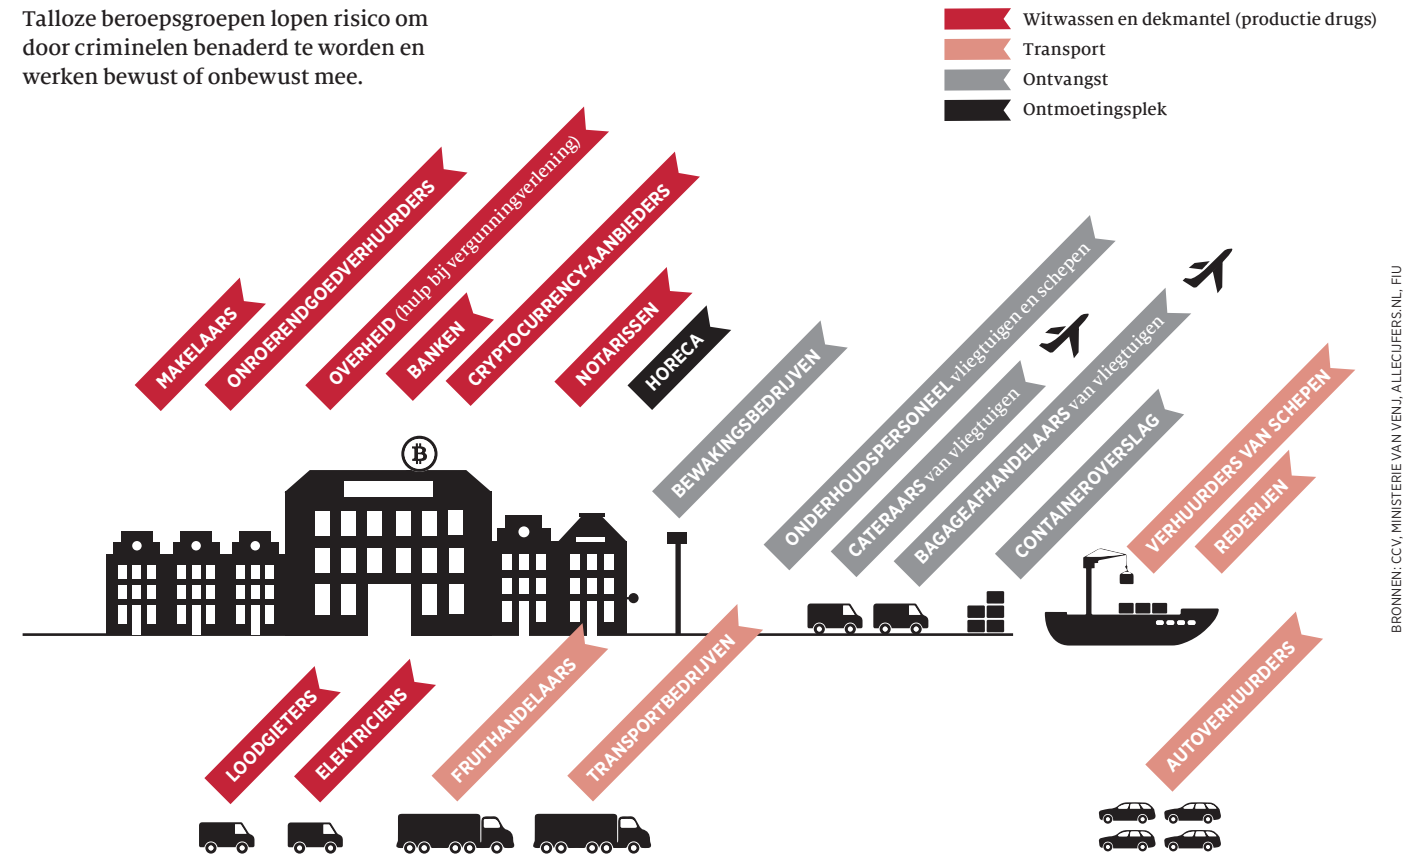 Talloze beroepsgroepen lopen risico om
door criminelen benaderd te worden en
werken bewust of onbewust mee.
Witwassen en dekmantel (productie drugs)
Transport
Ontvangst
Ontmoetingsplek
MAKELAARS
ONROERENDGOEDVERHUURDERS
OVERHEID (hulp bij vergunningverlening)
BANKEN
CRYPTOCURRENCY-AANBIEDERS
NOTARISSEN
HORECA
BEWAKINGSBEDRIJVEN
ONDERHOUDSPERSONEEL vliegtuigen en schepen
CATERAARS van vliegtuigen
BAGAGEAFHANDELAARS van vliegtuigen
CONTAINEROVERSLAG
VERHUURDERS VAN SCHEPEN
REDERIJEN
LOODGIETERS
ELEKTRICIENS
FRUITHANDELAARS
TRANSPORTBEDRIJVEN
AUTOVERHUURDERS
₿
BRONNEN: CCV, MINISTERIE VAN VENJ, ALLECIJFERS.NL, FIU